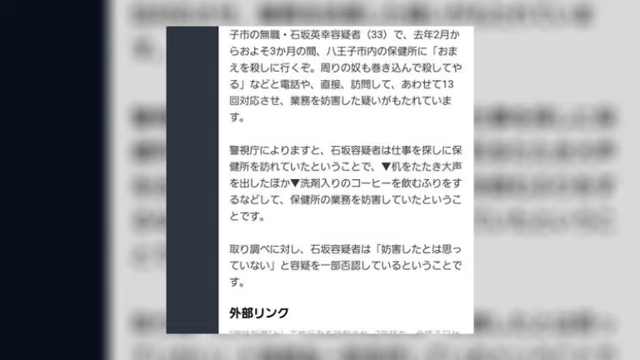 子市の無職・石坂英幸容疑者(33)で、去年2月か
らおよそ3か月の間、八王子市内の保健所に「おま
えを殺しに行くぞ。周りの奴も巻き込んで殺してや
る」などと電話や、直接、訪問して、あわせて13
回対応させ、業務を妨害した疑いがもたれていま
す。
警視庁によりますと、石坂容疑者は仕事を探しに保
健所を訪れていたということで、▼机をたたき大声
を出したほか▼洗剤入りのコーヒーを飲むふりをす
るなどして、保健所の業務を妨害していたというこ
とです。
取り調べに対し、石坂容疑者は「妨害したとは思っ
ていない」と容疑を一部否認しているということで
す。
外部リンク